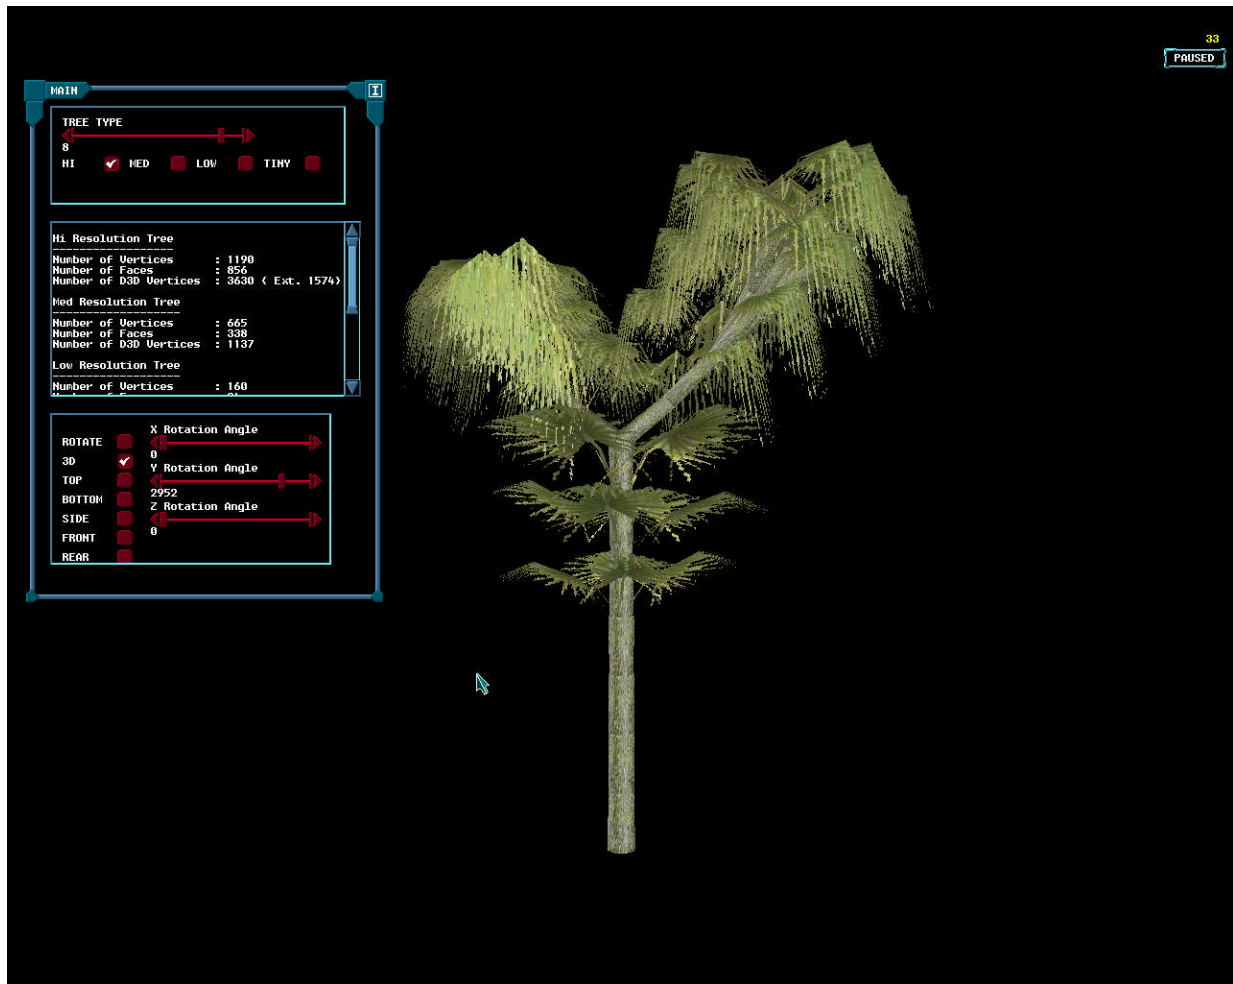 33
PAUSED
MAIN
I
TREE TYPE
8
HI MED LOW TINY
Hi Resolution Tree
-------------------
Number of Vertices : 1190
Number of Faces : 856
Number of D3D Vertices : 3630 ( Ext. 1574)
Med Resolution Tree
--------------------
Number of Vertices : 665
Number of Faces : 338
Number of D3D Vertices : 1137
Low Resolution Tree
--------------------
Number of Vertices : 160
ROTATE
3D
TOP
BOTTOM
SIDE
FRONT
REAR
X Rotation Angle
0
Y Rotation Angle
2952
Z Rotation Angle
0